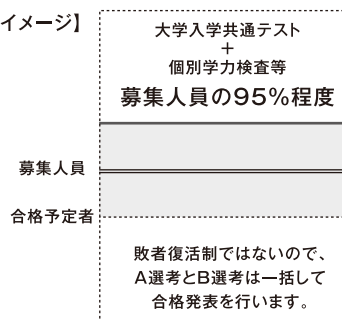 イメージ】
大学入学共通テスト
+
個別学力検査等
募集人員の95%程度
募集人員
合格予定者
敗者復活制ではないので、
A選考とB選考は一括して
合格発表を行います。